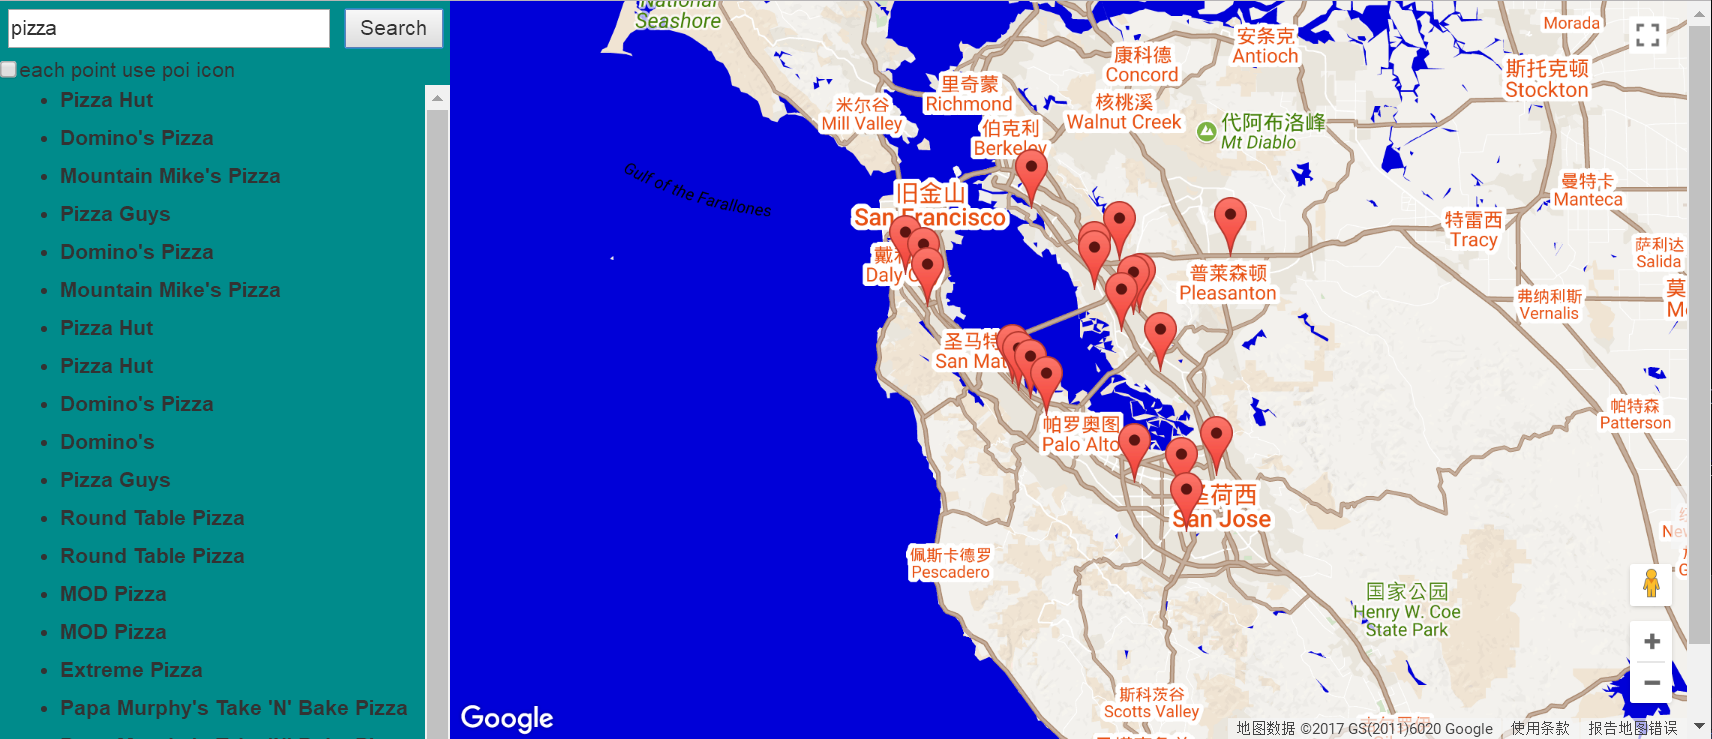 pizza
Search
each point use poi icon
Pizza Hut
Domino's Pizza
Mountain Mike's Pizza
Pizza Guys
Domino's Pizza
Mountain Mike's Pizza
Pizza Hut
Pizza Hut
Domino's Pizza
Domino's
Pizza Guys
Round Table Pizza
Round Table Pizza
MOD Pizza
MOD Pizza
Extreme Pizza
Papa Murphy's Take 'N' Bake Pizza
National
Seashore
Morada
安条克
Antioch
康科德
Concord
斯托克顿
Stockton
里奇蒙
Richmond
米尔谷
Mill Valley
核桃溪
Walnut Creek
伯克利
Berkeley
代阿布洛峰
Mt Diablo
Gulf of the Farallones
旧金山
San Francisco
曼特卡
Manteca
特雷西
Tracy
萨利达
Salida
Daly
普莱森顿
Pleasanton
弗纳利斯
Vernalis
莫
圣马特
San Mat
帕罗奥图
Palo Alto
帕特森
Patterson
圣荷西
San Jose
佩斯卡德罗
Pescadero
国家公园
Henry W. Coe
State Park
斯科茨谷
Scotts Valley
Google
地图数据 ©2017 GS(2011)6020 Google
使用条款
报告地图错误